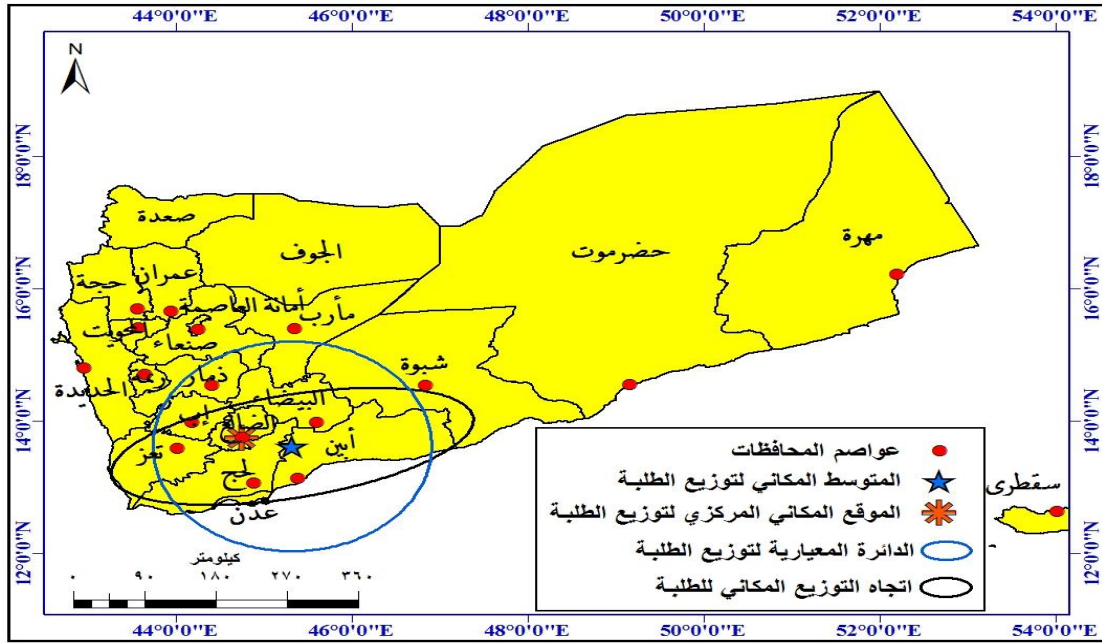 44°0'0"E 46°0'0"E 48°0'0"E 50°0'0"E 52°0'0"E 54°0'0"E
N
18°0'0"N 18°0'0"N
صعدة
الجوف
حضرموت
مهرة
عمران
حجة
16°0'0"N 16°0'0"N
أمانة العاصمة
مأرب
المحويت
صنعاء
شبوة
ذمار
ريمة
الحديدة
البيضاء
إب
الضالع
14°0'0"N 14°0'0"N
أبين
تعز
لحج
عدن
سقطرى
عواصم المحافظات
المتوسط المكاني لتوزيع الطلبة
الموقع المكاني المركزي لتوزيع الطلبة
الدائرة المعيارية لتوزيع الطلبة
اتجاه التوزيع المكاني للطلبة
12°0'0"N 12°0'0"N
كيلومتر
٠ ٩٠ ١٨٠ ٢٧٠ ٣٦٠
44°0'0"E 46°0'0"E 48°0'0"E 50°0'0"E 52°0'0"E 54°0'0"E